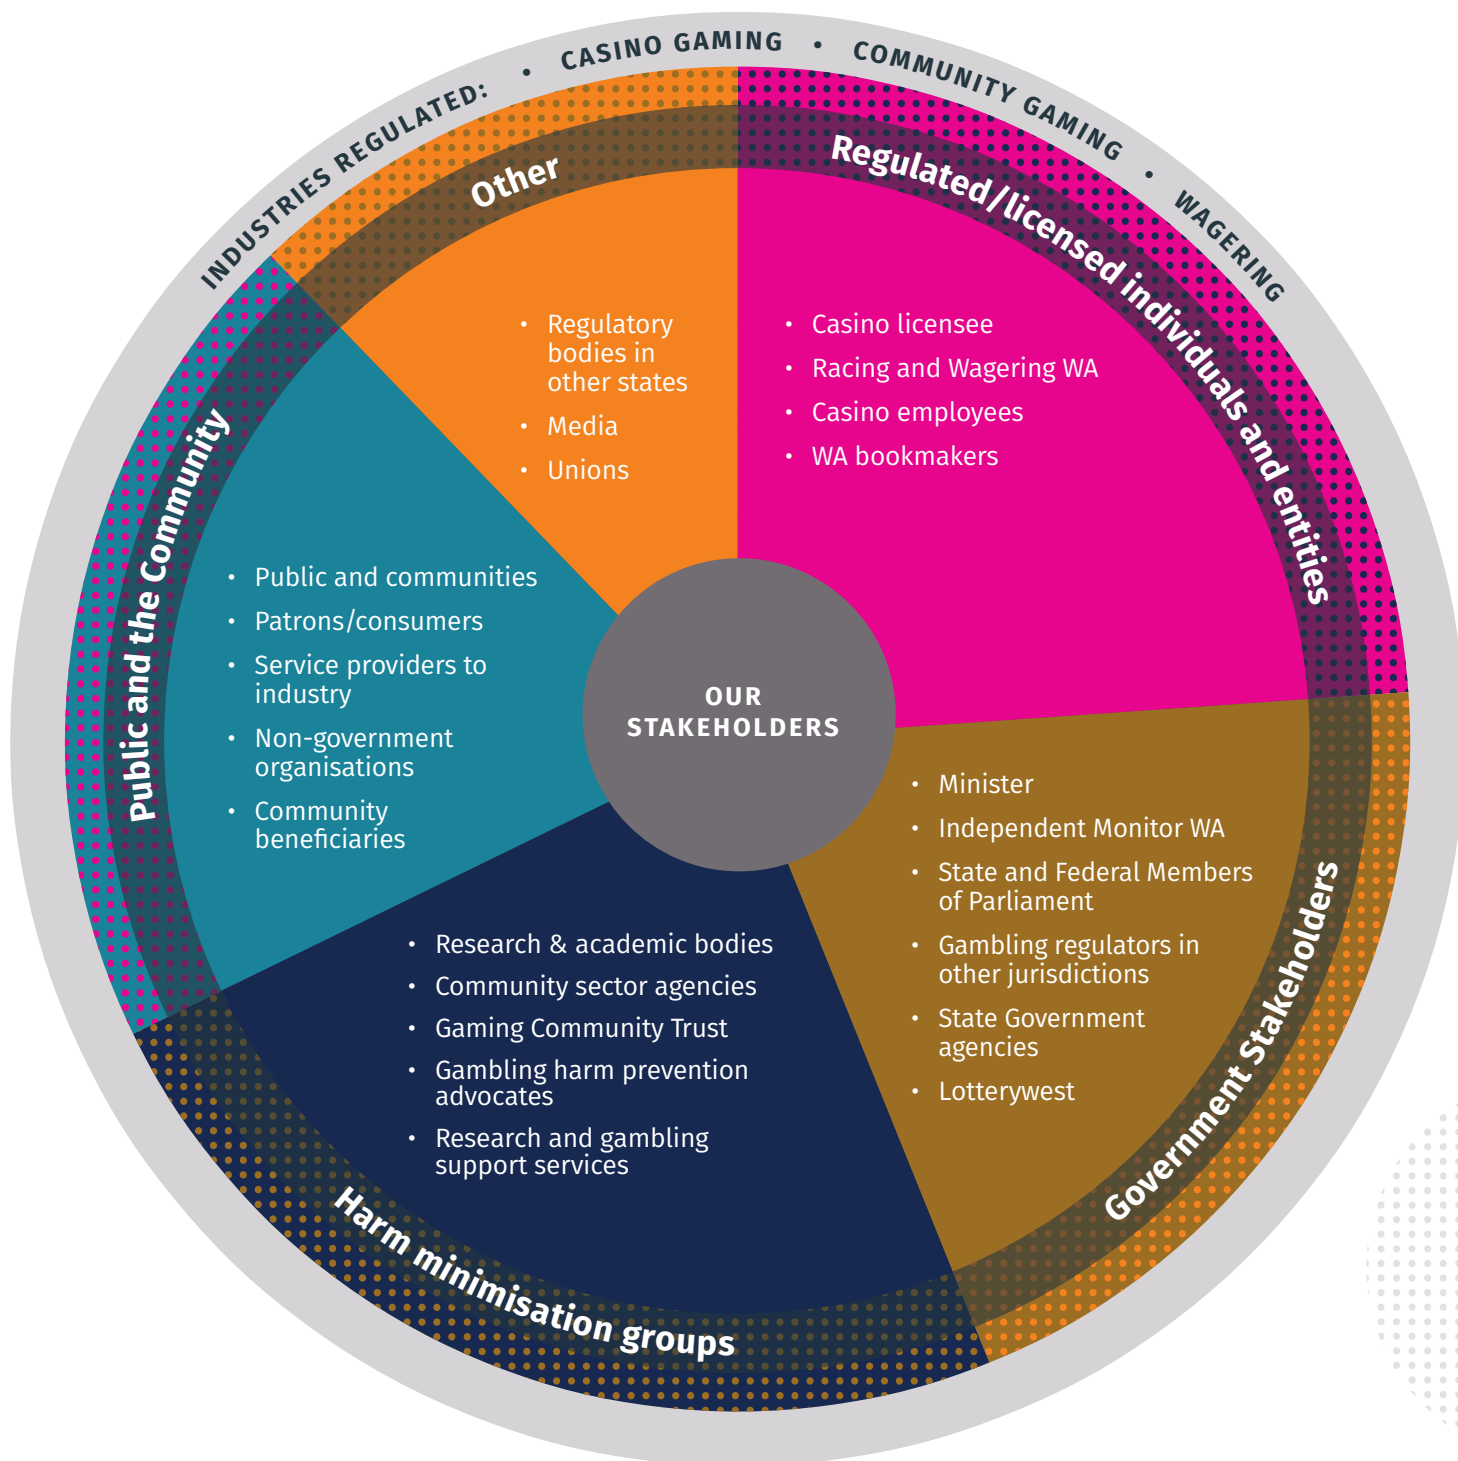 INDUSTRIES REGULATED: • CASINO GAMING • COMMUNITY GAMING • WAGERING
Other
• Regulatory
bodies in
other states
• Media
• Unions
Regulated/licensed individuals and entities
• Casino licensee
• Racing and Wagering WA
• Casino employees
• WA bookmakers
Public and the Community
• Public and communities
• Patrons/consumers
• Service providers to
industry
• Non-government
organisations
• Community
beneficiaries
OUR
STAKEHOLDERS
Government Stakeholders
• Minister
• Independent Monitor WA
• State and Federal Members
of Parliament
• Gambling regulators in
other jurisdictions
• State Government
agencies
• Lotterywest
Harm minimisation groups
• Research & academic bodies
• Community sector agencies
• Gaming Community Trust
• Gambling harm prevention
advocates
• Research and gambling
support services